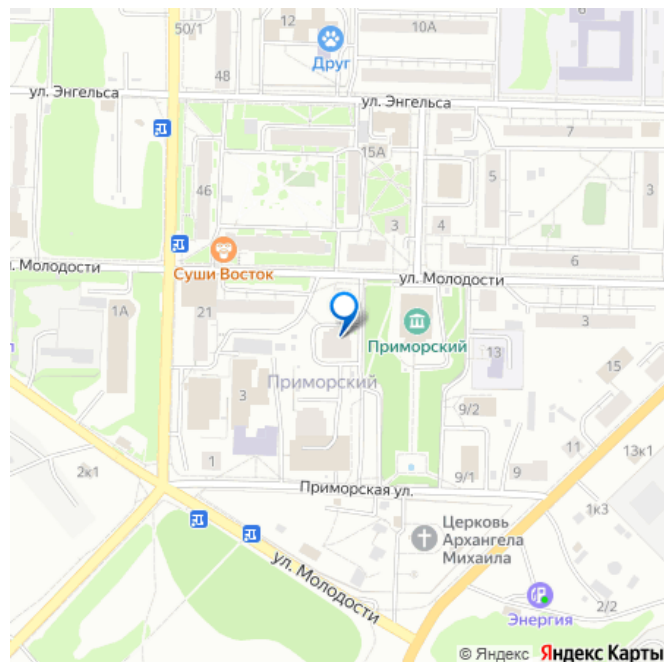 50/1
12
10А
6
Друг
48
ул. Энгельса
ул. Энгельса
7
15А
5
46
3
3
4
Суши Восток
л. Молодости
ул. Молодости
6
1А
21
3
Приморский
13
Приморский
15
3
9/2
11
13к1
1
2к1
9/1
9
Приморская ул.
1к3
Церковь
Архангела
Михаила
ул. Молодости
Энергия
2/2
© Яндекс Яндекс Карты